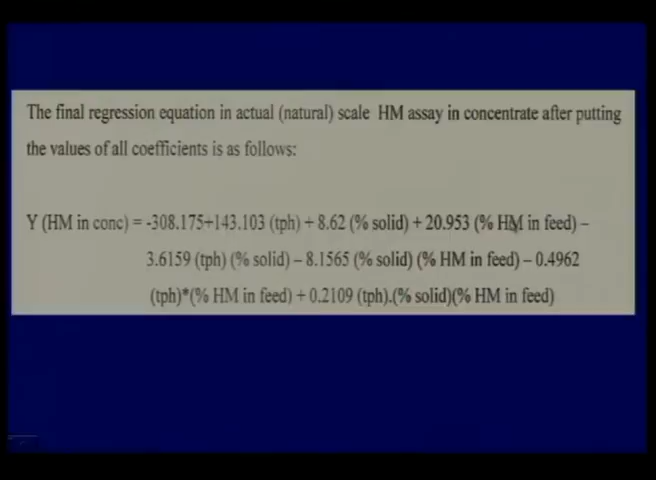 The final regression equation in actual (natural) scale HM assay in concentrate after putting
the values of all coefficients is as follows:
Y (HM in conc) = -308.175+143.103 (tph) + 8.62 (% solid) + 20.953 (% HM in feed) –
3.6159 (tph) (% solid) – 8.1565 (% solid) (% HM in feed) – 0.4962
(tph)*(% HM in feed) + 0.2109 (tph).(% solid)(% HM in feed)